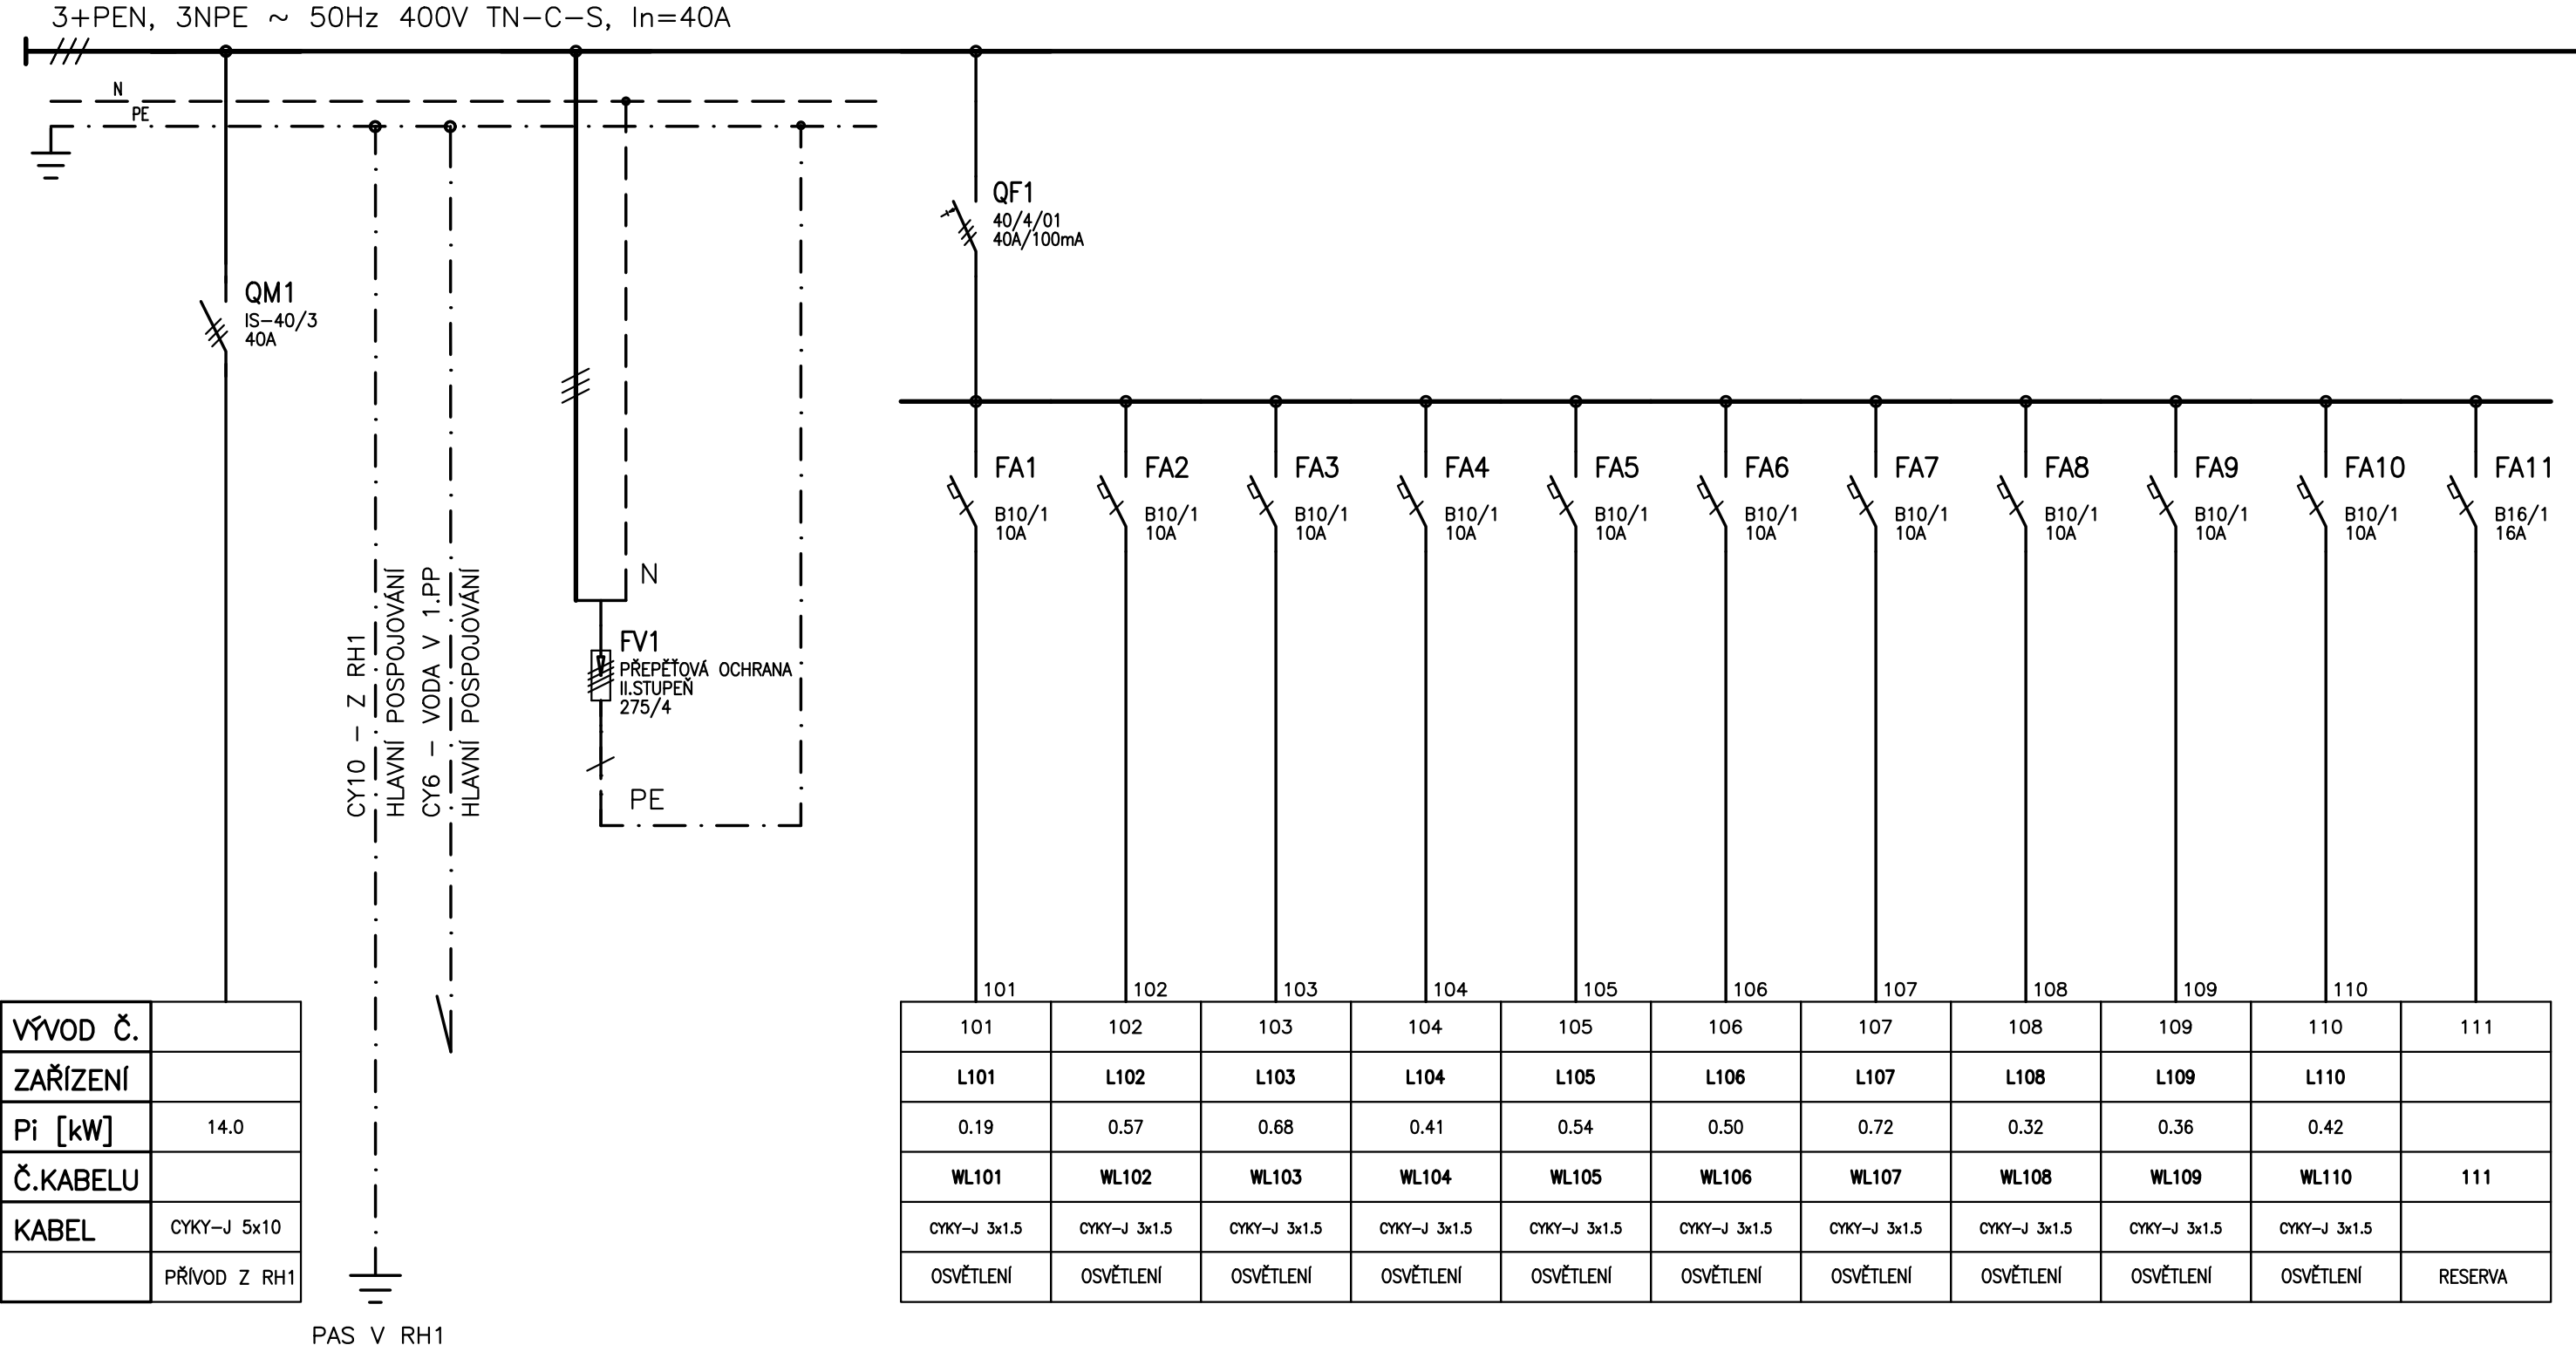 3+PEN, 3NPE ~ 50Hz 400V TN-C-S, In=40A
N
PE
QF1
40/4/01
40A/100mA
QM1
IS-40/3
40A
FA1
B10/1
10A
FA2
B10/1
10A
FA3
B10/1
10A
FA4
B10/1
10A
FA5
B10/1
10A
FA6
B10/1
10A
FA7
B10/1
10A
FA8
B10/1
10A
FA9
B10/1
10A
FA10
B10/1
10A
FA11
B16/1
16A
CY10 - Z RH1
HLAVNÍ POSPOJOVÁNÍ
CY6 - VODA V 1.PP
HLAVNÍ POSPOJOVÁNÍ
N
FV1
PŘEPĚŤOVÁ OCHRANA
II.STUPEŇ
275/4
PE
101 102 103 104 105 106 107 108 109 110
VÝVOD Č. 101 102 103 104 105 106 107 108 109 110 111
ZAŘÍZENÍ L101 L102 L103 L104 L105 L106 L107 L108 L109 L110
Pi [kW] 14.0 0.19 0.57 0.68 0.41 0.54 0.50 0.72 0.32 0.36 0.42
Č.KABELU WL101 WL102 WL103 WL104 WL105 WL106 WL107 WL108 WL109 WL110 111
KABEL CYKY-J 5x10 CYKY-J 3x1.5 CYKY-J 3x1.5 CYKY-J 3x1.5 CYKY-J 3x1.5 CYKY-J 3x1.5 CYKY-J 3x1.5 CYKY-J 3x1.5 CYKY-J 3x1.5 CYKY-J 3x1.5 CYKY-J 3x1.5
PŘÍVOD Z RH1 OSVĚTLENÍ OSVĚTLENÍ OSVĚTLENÍ OSVĚTLENÍ OSVĚTLENÍ OSVĚTLENÍ OSVĚTLENÍ OSVĚTLENÍ OSVĚTLENÍ OSVĚTLENÍ RESERVA
PAS V RH1